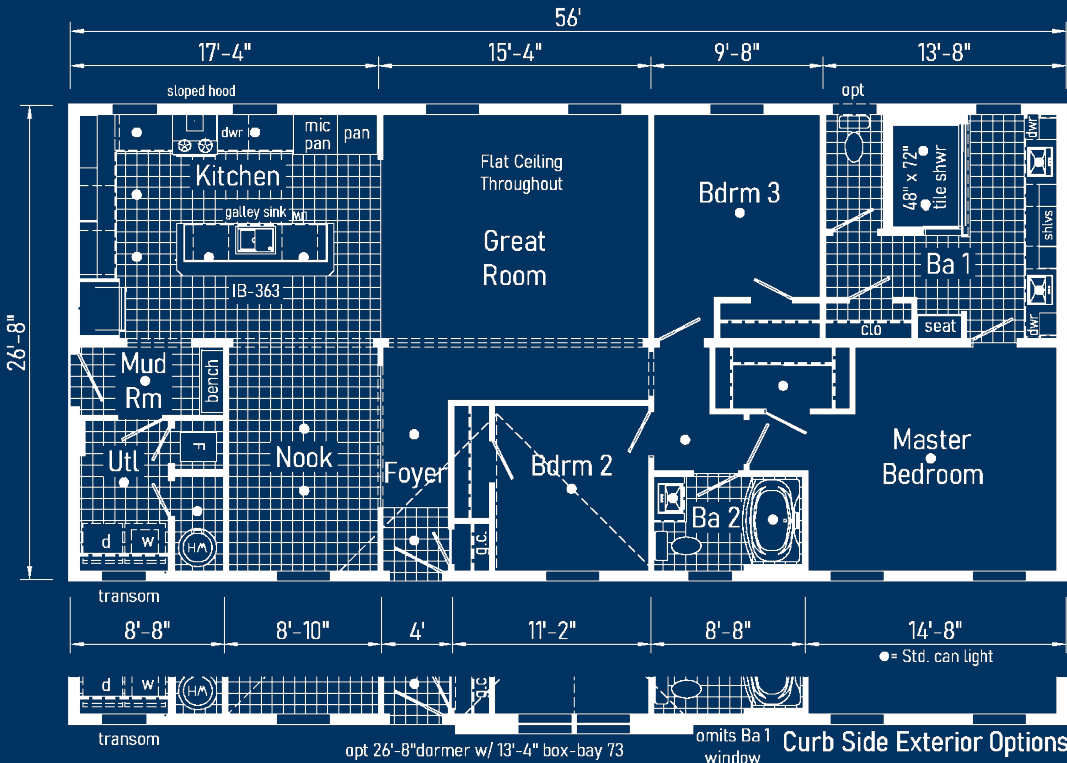 56'
17'-4" 15'-4" 9'-8" 13'-8"
sloped hood
opt
dwr
mic
pan
pan
Kitchen
galley sink
DW
IB-363
Flat Ceiling
Throughout
Great
Room
Bdrm 3
48" x 72"
tile shwr
dwr
shlvs
Ba 1
dwr
clo
seat
26'-8"
Mud
Rm
bench
F
Utl
Nook
Foyer
Bdrm 2
Master
Bedroom
Ba 2
d
w
HW
g.c.
transom
8'-8" 8'-10" 4' 11'-2" 8'-8" 14'-8"
= Std. can light
d
w
HW
g.c.
transom
opt 26'-8"dormer w/ 13'-4" box-bay 73
omits Ba 1
window
Curb Side Exterior Options